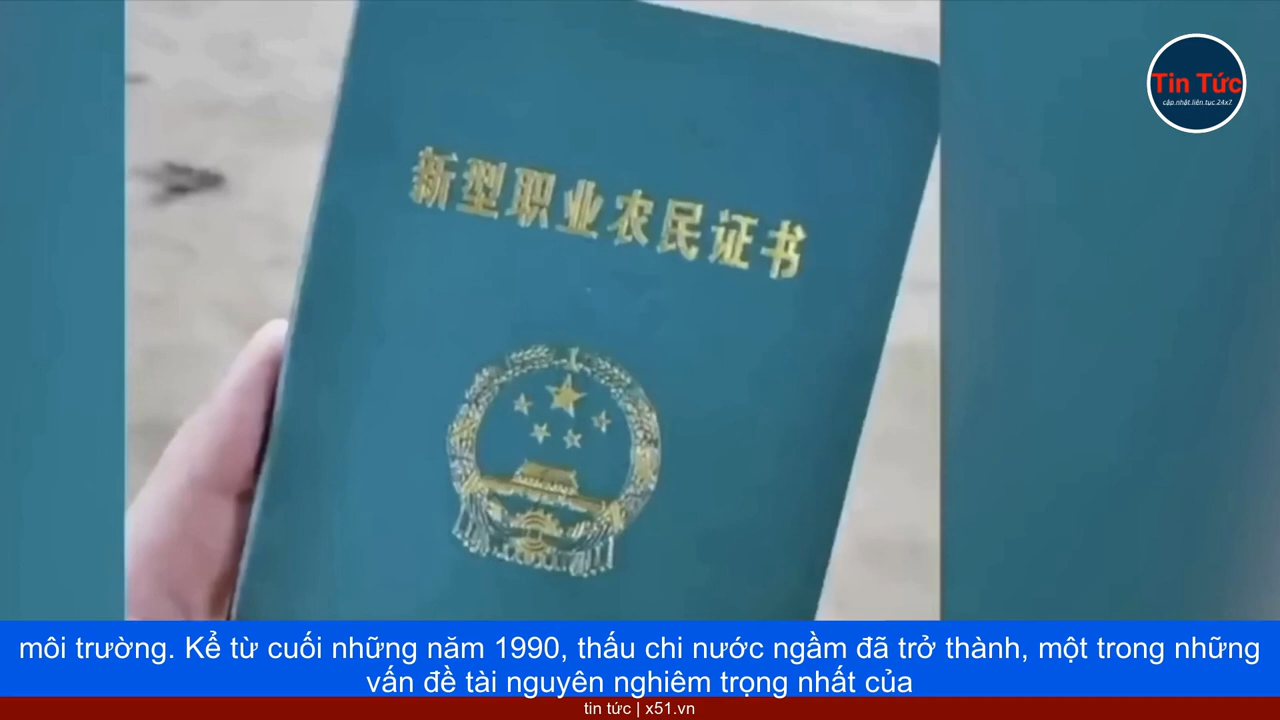 Tin Tức
cập nhật liên tục 24x7
新型职业农民证书
môi trường. Kể từ cuối những năm 1990, thấu chi nước ngầm đã trở thành, một trong những
vấn đề tài nguyên nghiêm trọng nhất của
tin tức | x51.vn